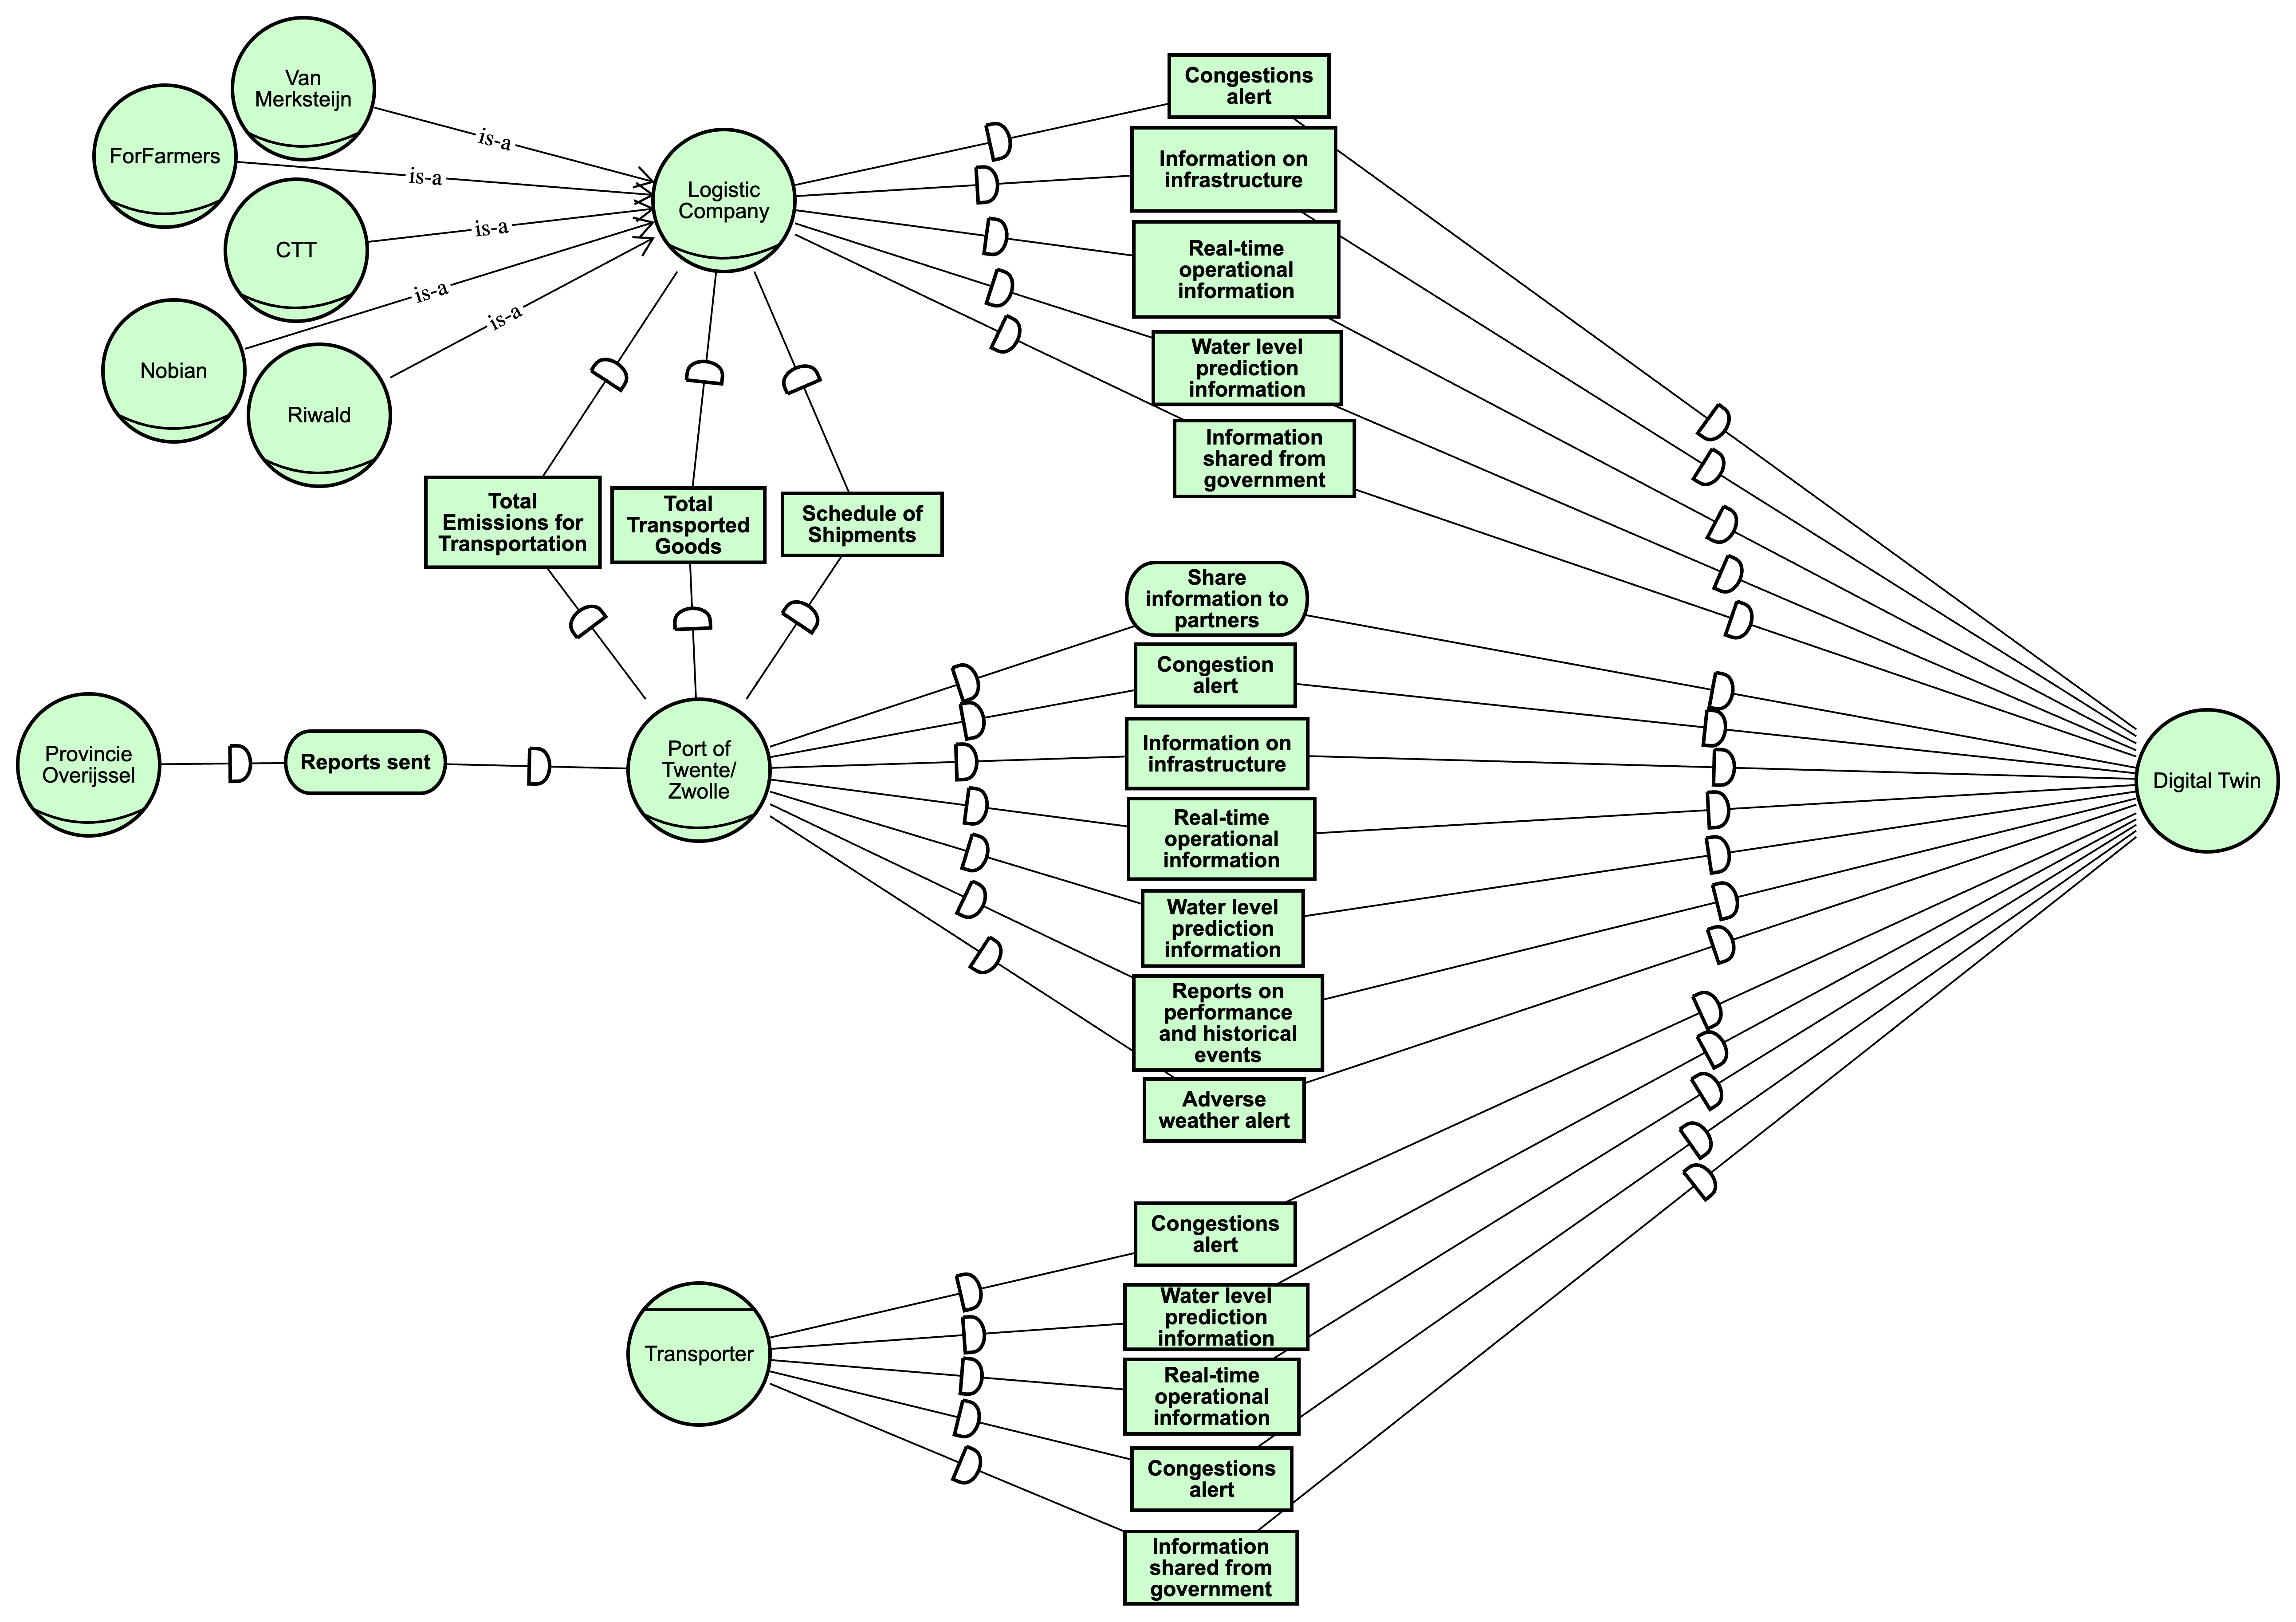 Van
Merksteijn
ForFarmers
CTT
Nobian
Riwald
is-a
is-a
is-a
is-a
is-a
Logistic
Company
Congestions
alert
Information on
infrastructure
Real-time
operational
information
Water level
prediction
information
Information
shared from
government
Total
Emissions for
Transportation
Total
Transported
Goods
Schedule of
Shipments
Provincie
Overijssel
Reports sent
Port of
Twente/
Zwolle
Share
information to
partners
Congestion
alert
Information on
infrastructure
Real-time
operational
information
Water level
prediction
information
Reports on
performance
and historical
events
Adverse
weather alert
Digital Twin
Transporter
Congestions
alert
Water level
prediction
information
Real-time
operational
information
Congestions
alert
Information
shared from
government